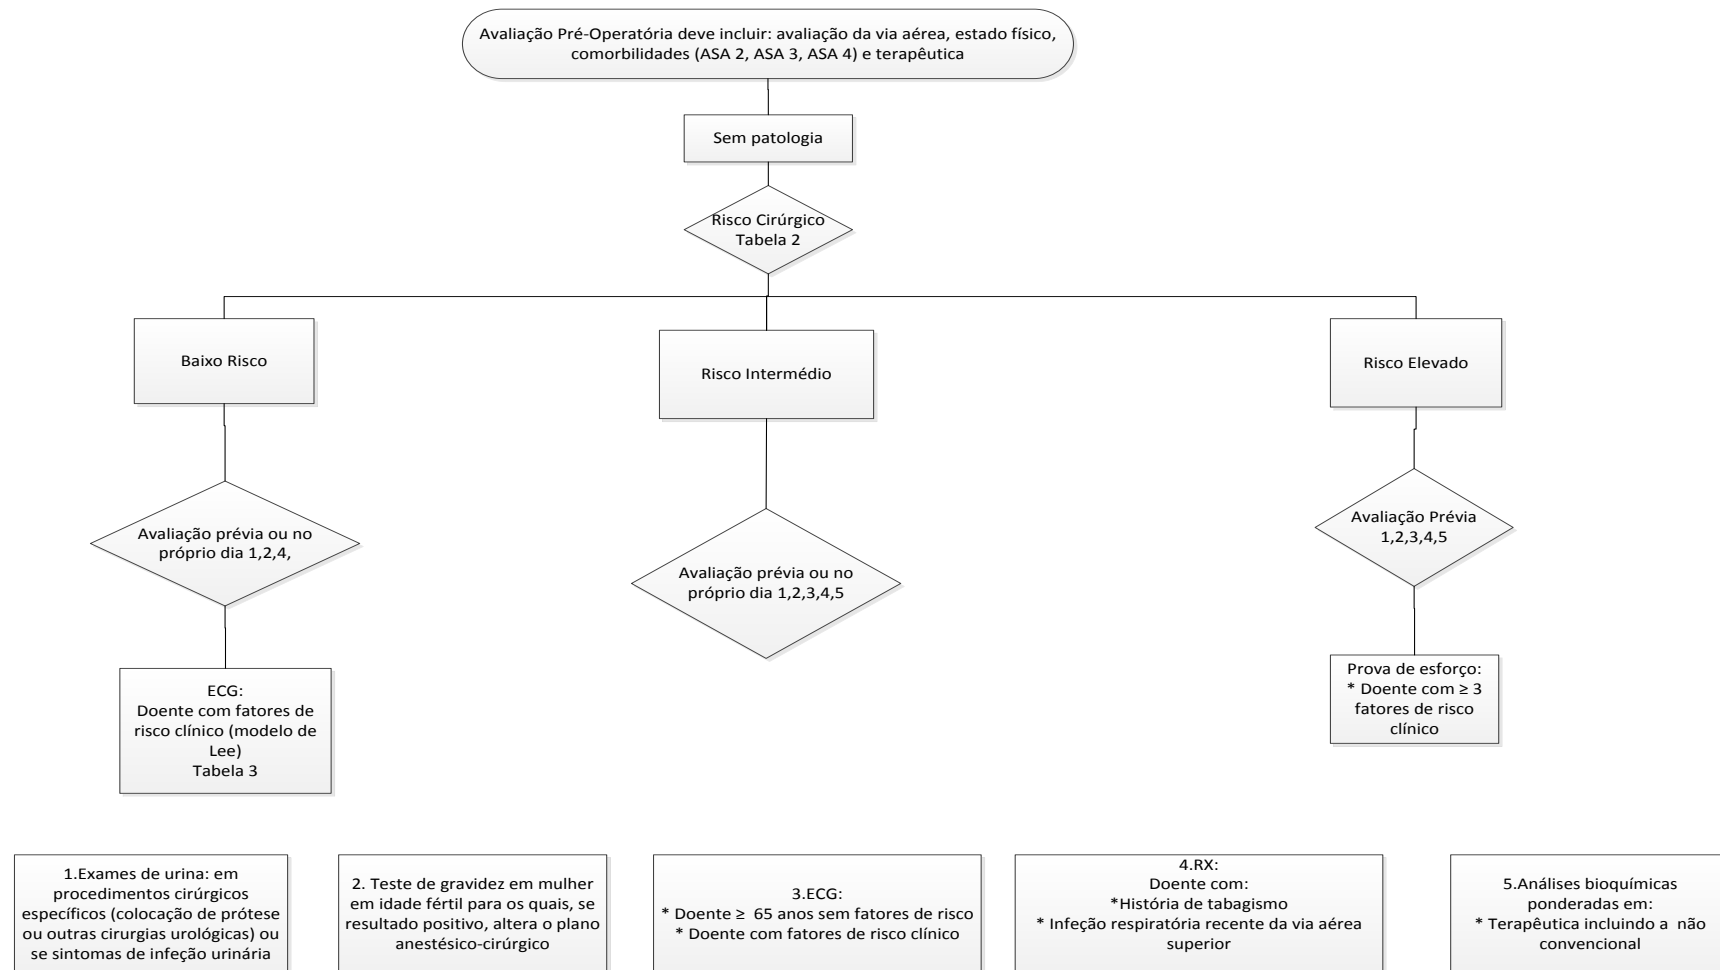 Avaliação Pré-Operatória deve incluir: avaliação da via aérea, estado físico,
comorbilidades (ASA 2, ASA 3, ASA 4) e terapêutica
Sem patologia
Risco Cirúrgico
Tabela 2
Baixo Risco
Risco Intermédio
Risco Elevado
Avaliação prévia ou no
próprio dia 1,2,4,
Avaliação prévia ou no
próprio dia 1,2,3,4,5
Avaliação Prévia
1,2,3,4,5
ECG:
Doente com fatores de
risco clínico (modelo de
Lee)
Tabela 3
Prova de esforço:
* Doente com ≥ 3
fatores de risco
clínico
1.Exames de urina: em
procedimentos cirúrgicos
específicos (colocação de prótese
ou outras cirurgias urológicas) ou
se sintomas de infeção urinária
2. Teste de gravidez em mulher
em idade fértil para os quais, se
resultado positivo, altera o plano
anestésico-cirúrgico
3.ECG:
* Doente ≥ 65 anos sem fatores de risco
* Doente com fatores de risco clínico
4.RX:
Doente com:
*História de tabagismo
* Infeção respiratória recente da via aérea
superior
5.Análises bioquímicas
ponderadas em:
* Terapêutica incluindo a não
convencional